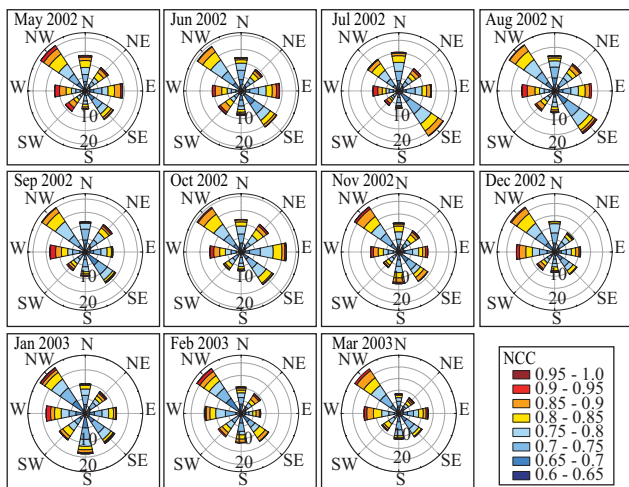 May 2002
N
NW
NE
W
E
10
SW
20
SE
S
Jun 2002
N
NW
NE
W
E
10
SW
20
SE
S
Jul 2002
N
NW
NE
W
E
10
SW
20
SE
S
Aug 2002
N
NW
NE
W
E
10
SW
20
SE
S
Sep 2002
N
NW
NE
W
E
10
SW
20
SE
S
Oct 2002
N
NW
NE
W
E
10
SW
20
SE
S
Nov 2002
N
NW
NE
W
E
10
SW
20
SE
S
Dec 2002
N
NW
NE
W
E
10
SW
20
SE
S
Jan 2003
N
NW
NE
W
E
10
SW
20
SE
S
Feb 2003
N
NW
NE
W
E
10
SW
20
SE
S
Mar 2003
N
NW
NE
W
E
10
SW
20
SE
S
NCC
0.95 - 1.0
0.9 - 0.95
0.85 - 0.9
0.8 - 0.85
0.75 - 0.8
0.7 - 0.75
0.65 - 0.7
0.6 - 0.65